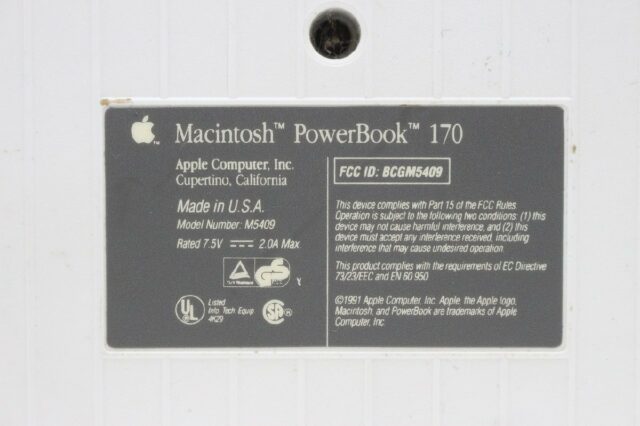 Macintosh™ PowerBook™ 170
Apple Computer, Inc.
Cupertino, California
Made in U.S.A.
Model Number: M5409
Rated 7.5V 2.0A Max
Listed
Info. Tech Equip
4K29
UL
SA
FCC ID: BCGM5409
This device complies with Part 15 of the FCC Rules
Operation is subject to the following two conditions: (1) this
device may not cause harmful interference, and (2) this
device must accept any interference received, including
interference that may cause undesired operation
This product complies with the requirements of EC Directive
73/23/EEC and EN 60 950
©1991 Apple Computer, Inc. Apple, the Apple logo,
Macintosh, and PowerBook are trademarks of Apple
Computer, Inc.